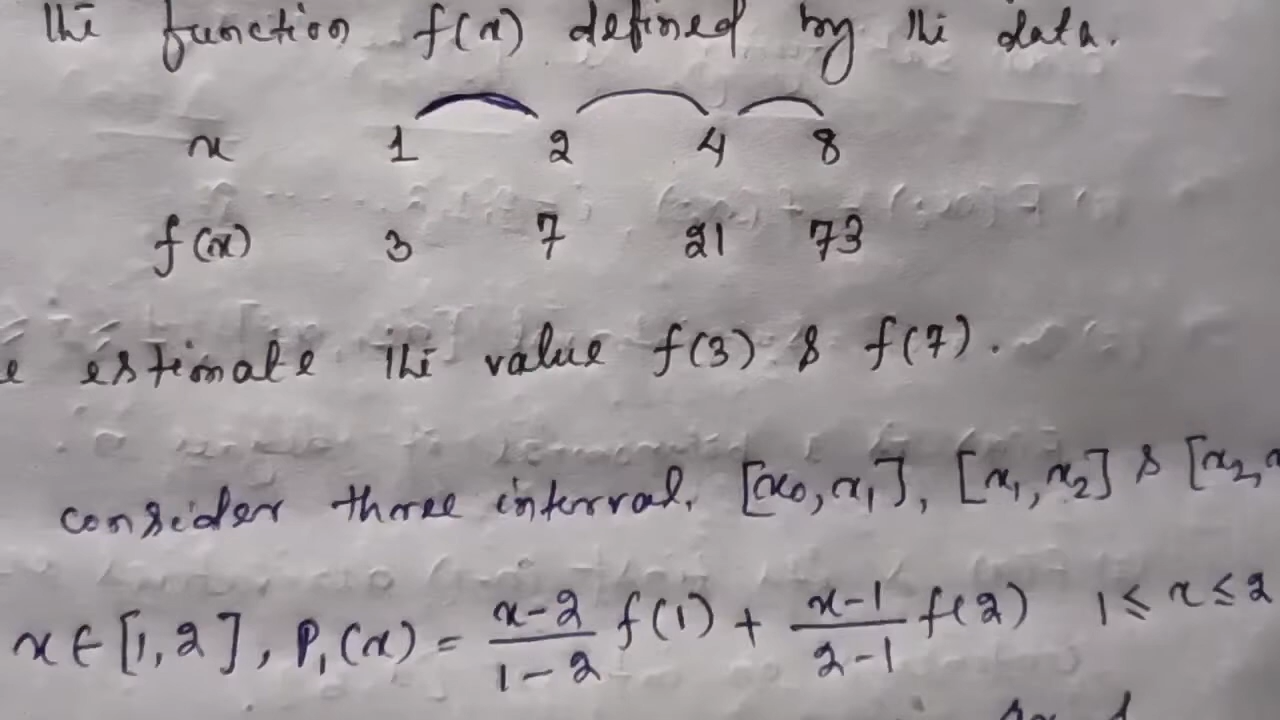 the function f(x) defined by the data.
x 1 2 4 8
f(x) 3 7 21 73
estimate the value f(3) & f(7).
consider three interval. [x₀, x₁], [x₁, x₂] & [x₂,
x ∈ [1, 2], P₁(x) = \frac{x-2}{1-2} f(1) + \frac{x-1}{2-1} f(2) 1 ≤ x ≤ 2